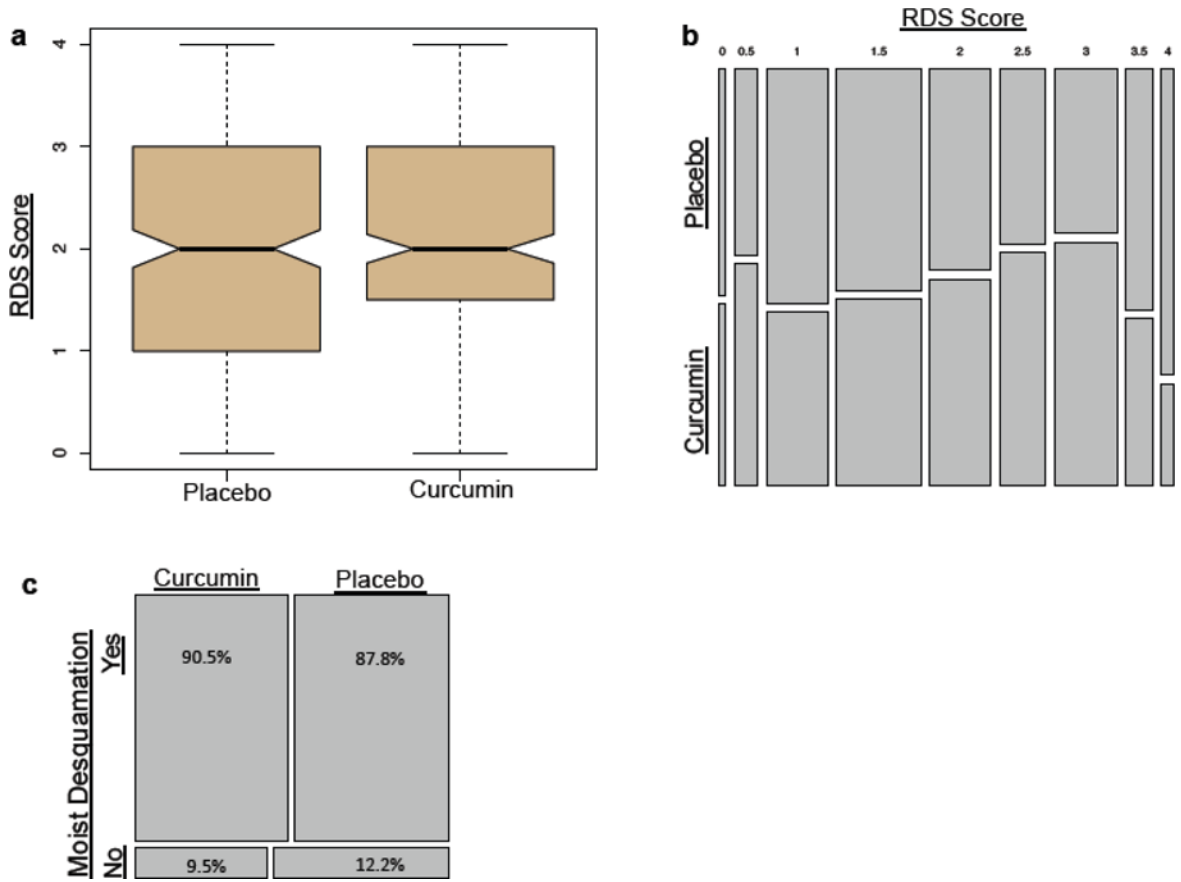 a
4
3
2
1
0
RDS Score
Placebo
Curcumin
b
RDS Score
0 0.5 1 1.5 2 2.5 3 3.5 4
Placebo
Curcumin
c
Curcumin Placebo
Moist Desquamation
Yes
90.5% 87.8%
No
9.5% 12.2%